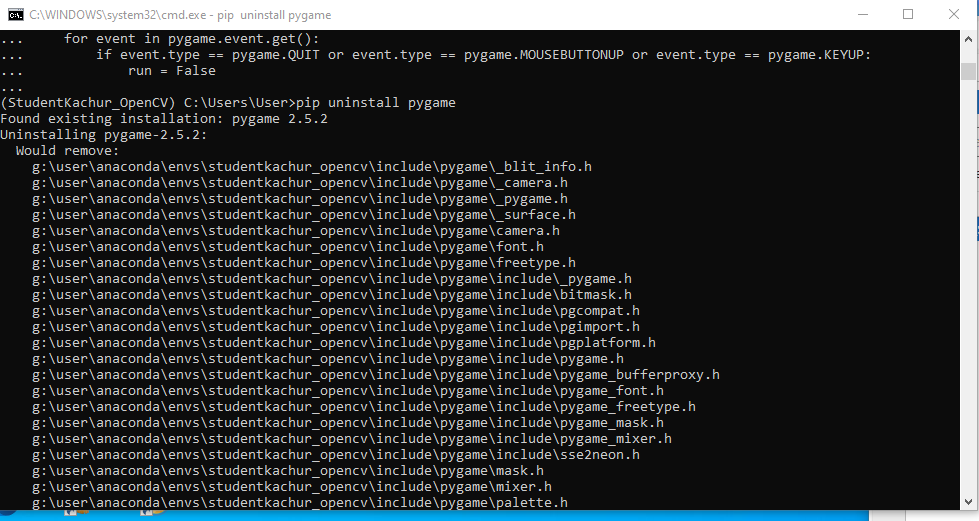 C:\WINDOWS\system32\cmd.exe - pip  uninstall pygame
...     for event in pygame.event.get():
...         if event.type == pygame.QUIT or event.type == pygame.MOUSEBUTTONUP or event.type == pygame.KEYUP:
...             run = False
...
(StudentKachur_OpenCV) C:\Users\User>pip uninstall pygame
Found existing installation: pygame 2.5.2
Uninstalling pygame-2.5.2:
  Would remove:
    g:\user\anaconda\envs\studentkachur_opencv\include\pygame\_blit_info.h
    g:\user\anaconda\envs\studentkachur_opencv\include\pygame\_camera.h
    g:\user\anaconda\envs\studentkachur_opencv\include\pygame\_pygame.h
    g:\user\anaconda\envs\studentkachur_opencv\include\pygame\_surface.h
    g:\user\anaconda\envs\studentkachur_opencv\include\pygame\camera.h
    g:\user\anaconda\envs\studentkachur_opencv\include\pygame\font.h
    g:\user\anaconda\envs\studentkachur_opencv\include\pygame\freetype.h
    g:\user\anaconda\envs\studentkachur_opencv\include\pygame\include\_pygame.h
    g:\user\anaconda\envs\studentkachur_opencv\include\pygame\include\bitmask.h
    g:\user\anaconda\envs\studentkachur_opencv\include\pygame\include\pgcompat.h
    g:\user\anaconda\envs\studentkachur_opencv\include\pygame\include\pgimport.h
    g:\user\anaconda\envs\studentkachur_opencv\include\pygame\include\pgplatform.h
    g:\user\anaconda\envs\studentkachur_opencv\include\pygame\include\pygame.h
    g:\user\anaconda\envs\studentkachur_opencv\include\pygame\include\pygame_bufferproxy.h
    g:\user\anaconda\envs\studentkachur_opencv\include\pygame\include\pygame_font.h
    g:\user\anaconda\envs\studentkachur_opencv\include\pygame\include\pygame_freetype.h
    g:\user\anaconda\envs\studentkachur_opencv\include\pygame\include\pygame_mask.h
    g:\user\anaconda\envs\studentkachur_opencv\include\pygame\include\pygame_mixer.h
    g:\user\anaconda\envs\studentkachur_opencv\include\pygame\include\sse2neon.h
    g:\user\anaconda\envs\studentkachur_opencv\include\pygame\mask.h
    g:\user\anaconda\envs\studentkachur_opencv\include\pygame\mixer.h
    g:\user\anaconda\envs\studentkachur_opencv\include\pygame\palette.h